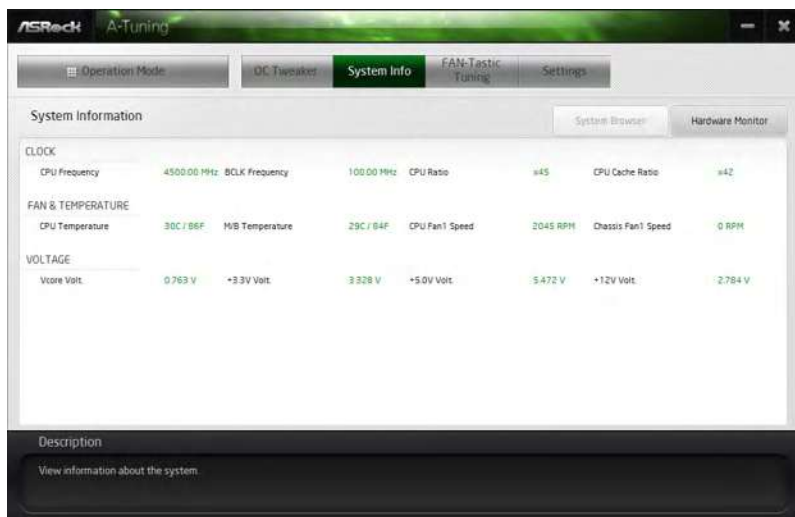 ASRock A-Tuning
Operation Mode OC Tweaker System Info FAN-Tastic Tuning Settings
System Information System Browser Hardware Monitor
CLOCK
CPU Frequency 4500.00 MHz BCLK Frequency 100.00 MHz CPU Ratio x45 CPU Cache Ratio x42
FAN & TEMPERATURE
CPU Temperature 30C / 86F M/B Temperature 29C / 84F CPU Fan1 Speed 2045 RPM Chassis Fan1 Speed 0 RPM
VOLTAGE
Vcore Volt. 0.763 V +3.3V Volt. 3.328 V +5.0V Volt. 5.472 V +12V Volt. 2.784 V
Description
View information about the system.